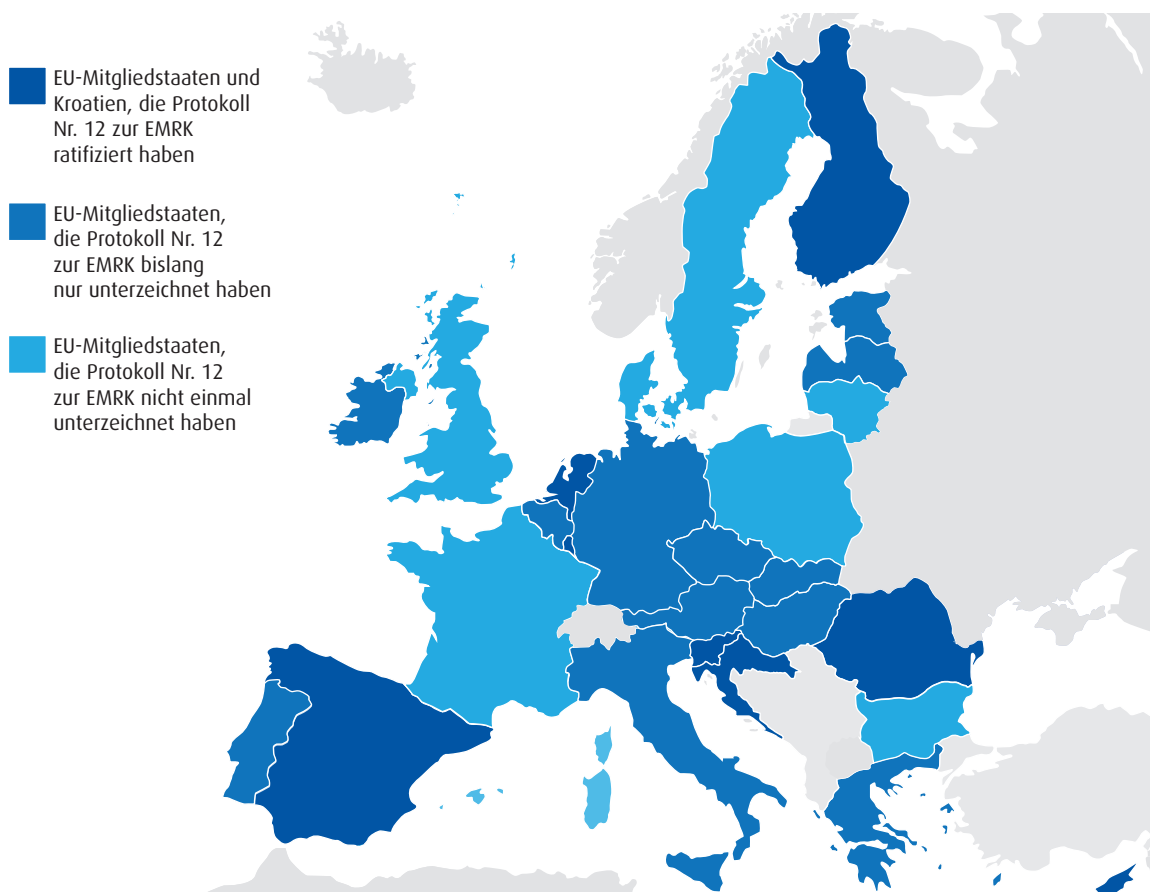 EU-Mitgliedstaaten und
Kroatien, die Protokoll
Nr. 12 zur EMRK
ratifiziert haben
EU-Mitgliedstaaten,
die Protokoll Nr. 12
zur EMRK bislang
nur unterzeichnet haben
EU-Mitgliedstaaten,
die Protokoll Nr. 12
zur EMRK nicht einmal
unterzeichnet haben